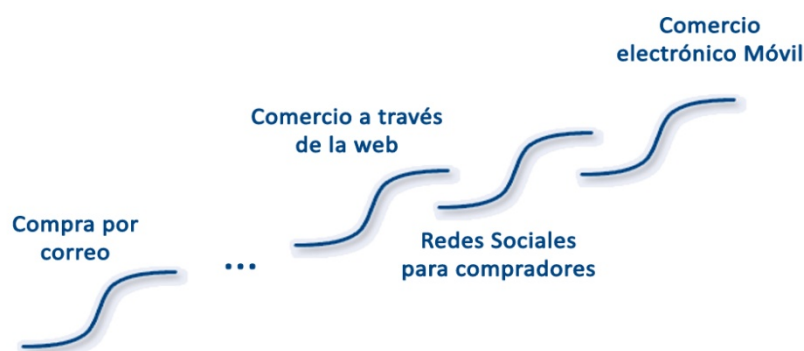 Comercio
electrónico Móvil
Comercio a través
de la web
Compra por
correo
...
Redes Sociales
para compradores